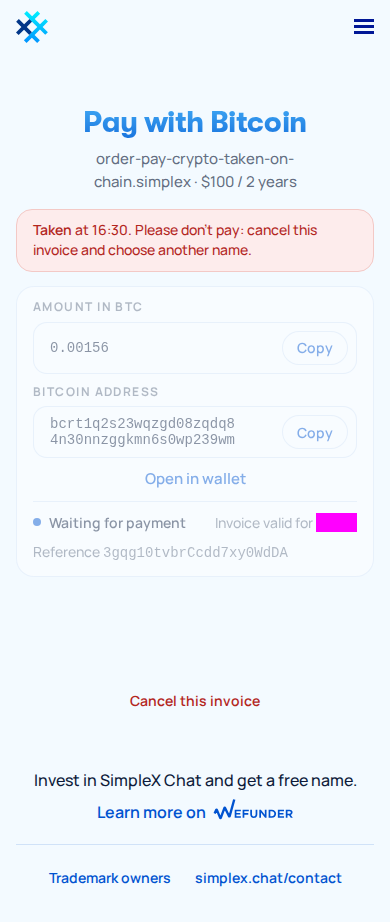 Pay with Bitcoin
order-pay-crypto-taken-on-
chain.simplex · $100 / 2 years
Taken at 16:30. Please don't pay: cancel this
invoice and choose another name.
AMOUNT IN BTC
0.00156
Copy
BITCOIN ADDRESS
bcrt1q2s23wqzgd08zqdq8
4n30nnzggkmn6s0wp239wm
Copy
Open in wallet
Waiting for payment
Invoice valid for
Reference 3gqg10tvbrCcdd7xy0WdDA
Cancel this invoice
Invest in SimpleX Chat and get a free name.
Learn more on WEFUNDER
Trademark owners
simplex.chat/contact